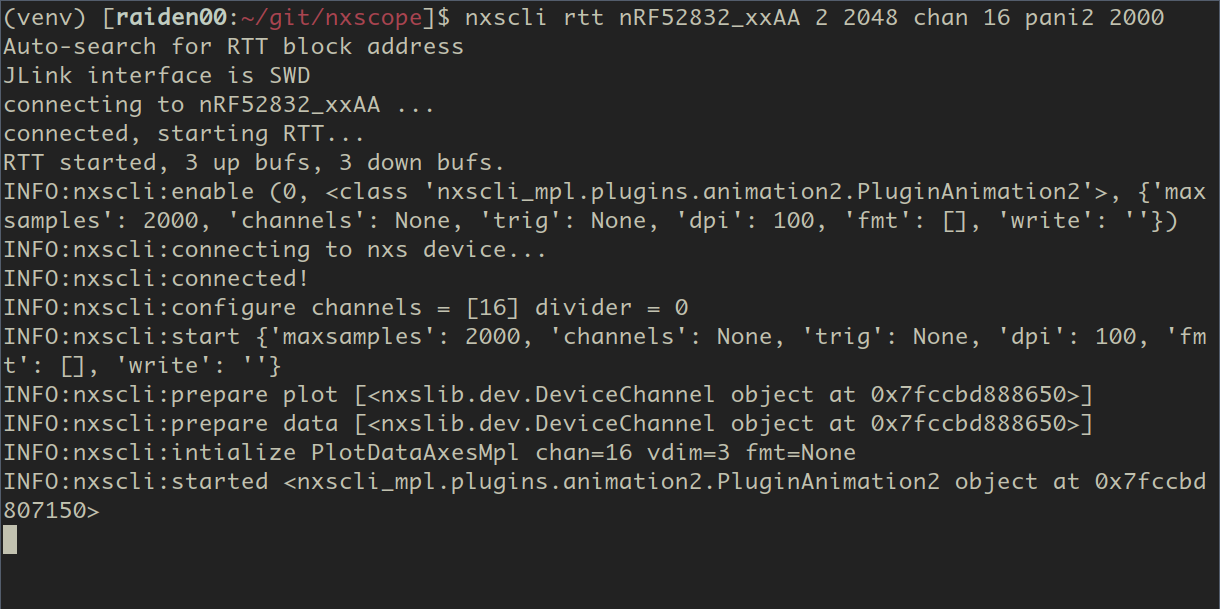 (venv) [raiden00:~/git/nxscope]$ nxscli rtt nRF52832_xxAA 2 2048 chan 16 pani2 2000
Auto-search for RTT block address
JLink interface is SWD
connecting to nRF52832_xxAA ...
connected, starting RTT...
RTT started, 3 up bufs, 3 down bufs.
INFO:nxscli:enable (0, <class 'nxscli_mpl.plugins.animation2.PluginAnimation2'>, {'max
samples': 2000, 'channels': None, 'trig': None, 'dpi': 100, 'fmt': [], 'write': ''})
INFO:nxscli:connecting to nxs device...
INFO:nxscli:connected!
INFO:nxscli:configure channels = [16] divider = 0
INFO:nxscli:start {'maxsamples': 2000, 'channels': None, 'trig': None, 'dpi': 100, 'fm
t': [], 'write': ''}
INFO:nxscli:prepare plot [<nxslib.dev.DeviceChannel object at 0x7fccbd888650>]
INFO:nxscli:prepare data [<nxslib.dev.DeviceChannel object at 0x7fccbd888650>]
INFO:nxscli:intialize PlotDataAxesMpl chan=16 vdim=3 fmt=None
INFO:nxscli:started <nxscli_mpl.plugins.animation2.PluginAnimation2 object at 0x7fccbd
807150>